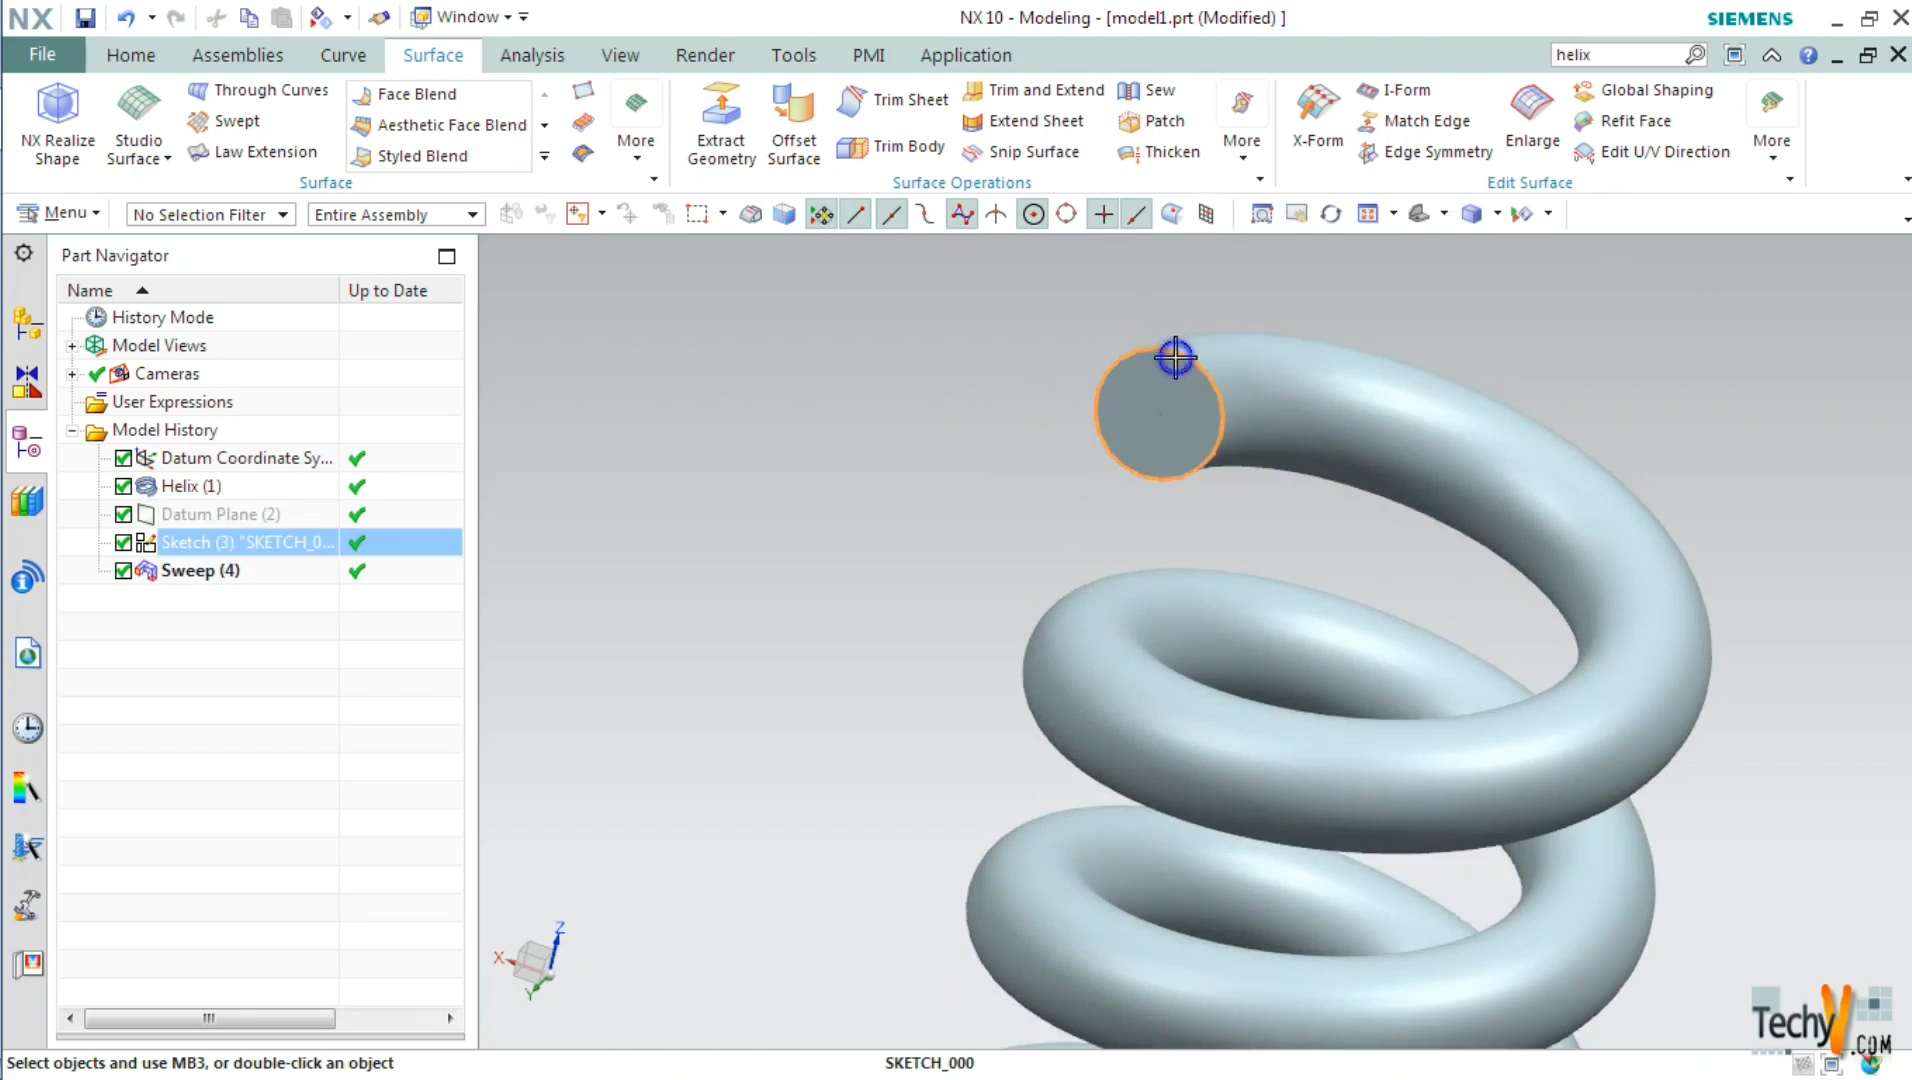 NX
Window
NX 10 - Modeling - [model1.prt (Modified) ]
SIEMENS
File
Home
Assemblies
Curve
Surface
Analysis
View
Render
Tools
PMI
Application
helix
NX Realize
Shape
Studio
Surface
Through Curves
Swept
Law Extension
Face Blend
Aesthetic Face Blend
Styled Blend
More
Surface
Extract
Geometry
Offset
Surface
Trim Sheet
Trim Body
Trim and Extend
Extend Sheet
Snip Surface
Sew
Patch
Thicken
More
Surface Operations
X-Form
I-Form
Match Edge
Edge Symmetry
Enlarge
Global Shaping
Refit Face
Edit U/V Direction
More
Edit Surface
Menu
No Selection Filter
Entire Assembly
Part Navigator
Name
Up to Date
History Mode
Model Views
Cameras
User Expressions
Model History
Datum Coordinate Sy...
Helix (1)
Datum Plane (2)
Sketch (3) "SKETCH_0...
Sweep (4)
Z
X
Y
TechyV
.COM
Select objects and use MB3, or double-click an object
SKETCH_000